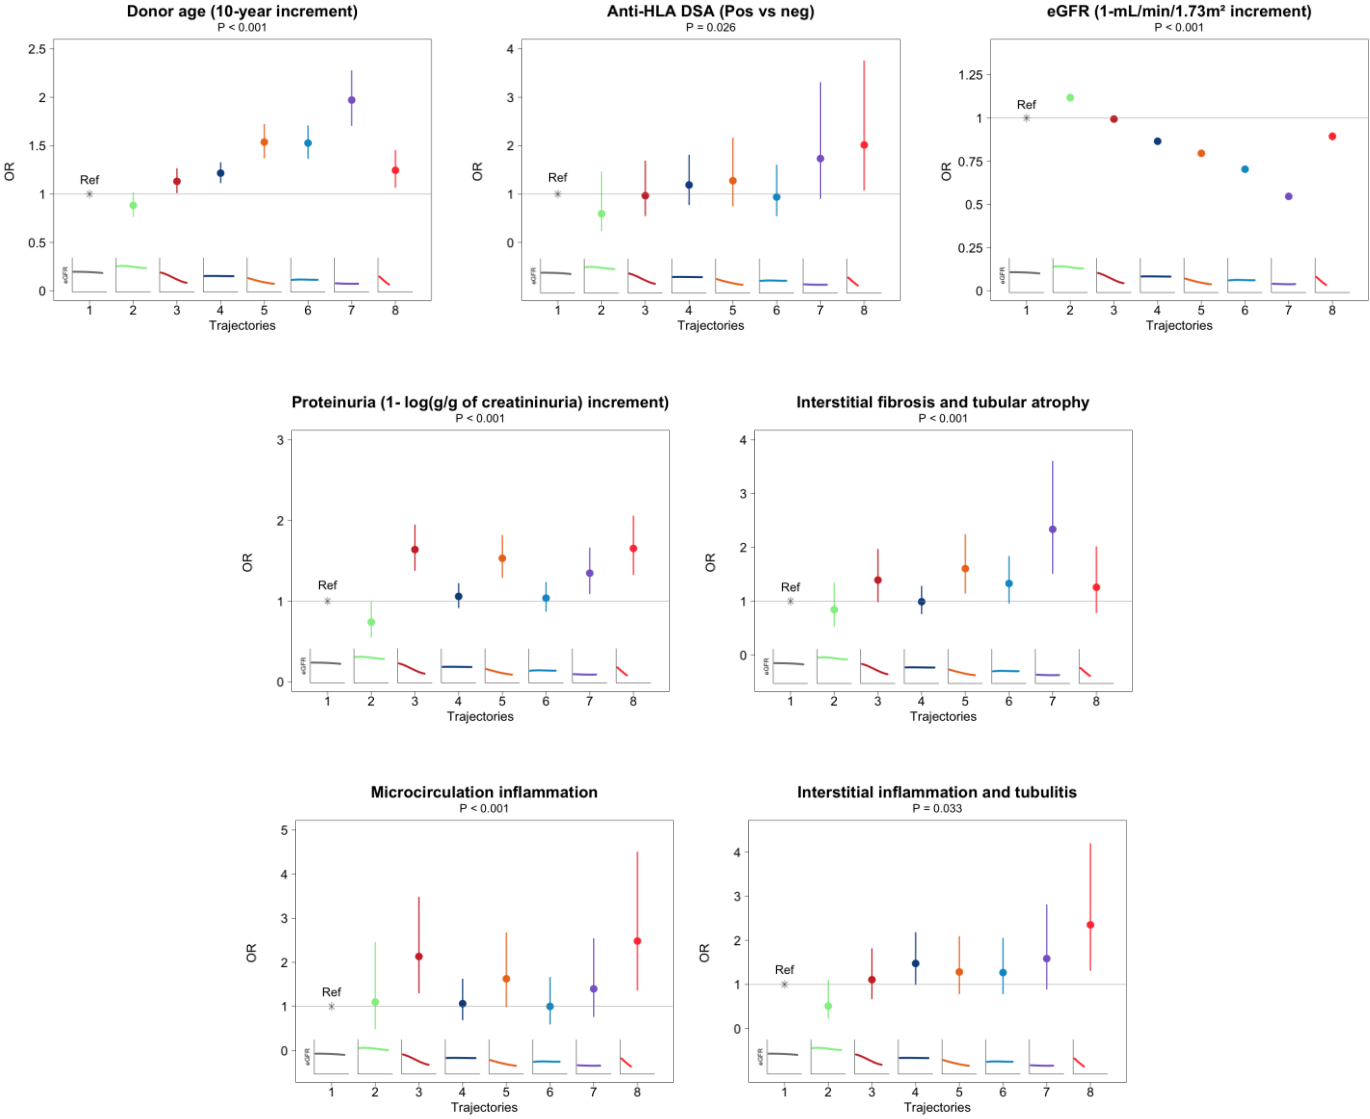 Donor age (10-year increment)
P < 0.001
2.5
2
1.5
1
0.5
0
OR
Ref
eGFR
1 2 3 4 5 6 7 8
Trajectories
Anti-HLA DSA (Pos vs neg)
P = 0.026
4
3
2
1
0
OR
Ref
eGFR
1 2 3 4 5 6 7 8
Trajectories
eGFR (1-mL/min/1.73m² increment)
P < 0.001
1.25
1
0.75
0.5
0.25
0
OR
Ref
eGFR
1 2 3 4 5 6 7 8
Trajectories
Proteinuria (1- log(g/g of creatininuria) increment)
P < 0.001
3
2
1
0
OR
Ref
eGFR
1 2 3 4 5 6 7 8
Trajectories
Interstitial fibrosis and tubular atrophy
P < 0.001
4
3
2
1
0
OR
Ref
eGFR
1 2 3 4 5 6 7 8
Trajectories
Microcirculation inflammation
P < 0.001
5
4
3
2
1
0
OR
Ref
eGFR
1 2 3 4 5 6 7 8
Trajectories
Interstitial inflammation and tubulitis
P = 0.033
4
3
2
1
0
OR
Ref
eGFR
1 2 3 4 5 6 7 8
Trajectories